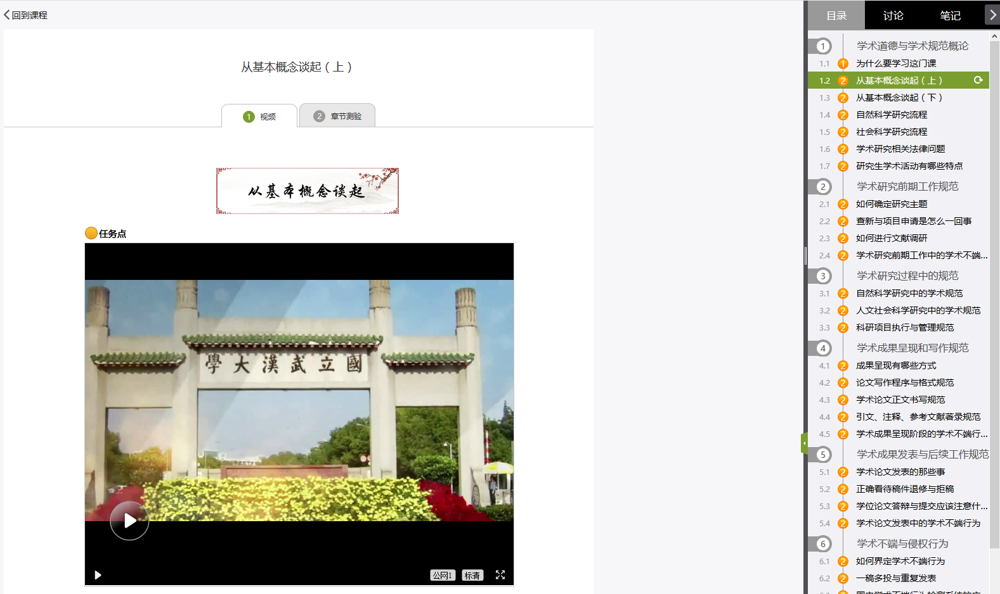 回到课程
从基本概念谈起（上）
1 视频
2 章节测验
从基本概念谈起
任务点
學大漢武立國
公网1 标清
目录 讨论 笔记
1 学术道德与学术规范概论
1.1 1 为什么要学习这门课
1.2 2 从基本概念谈起（上）
1.3 2 从基本概念谈起（下）
1.4 2 自然科学研究流程
1.5 2 社会科学研究流程
1.6 2 学术研究相关法律问题
1.7 2 研究生学术活动有哪些特点
2 学术研究前期工作规范
2.1 2 如何确定研究主题
2.2 2 查新与项目申请是怎么一回事
2.3 2 如何进行文献调研
2.4 2 学术研究前期工作中的学术不端...
3 学术研究过程中的规范
3.1 2 自然科学研究中的学术规范
3.2 2 人文社会科学研究中的学术规范
3.3 2 科研项目执行与管理规范
4 学术成果呈现和写作规范
4.1 2 成果呈现有哪些方式
4.2 2 论文写作程序与格式规范
4.3 2 学术论文正文书写规范
4.4 2 引文、注释、参考文献著录规范
4.5 2 学术成果呈现阶段的学术不端行...
5 学术成果发表与后续工作规范
5.1 2 学术论文发表的那些事
5.2 2 正确看待稿件退修与拒稿
5.3 2 学位论文答辩与提交应该注意什...
5.4 2 学术论文发表中的学术不端行为
6 学术不端与侵权行为
6.1 2 如何界定学术不端行为
6.2 2 一稿多投与重复发表